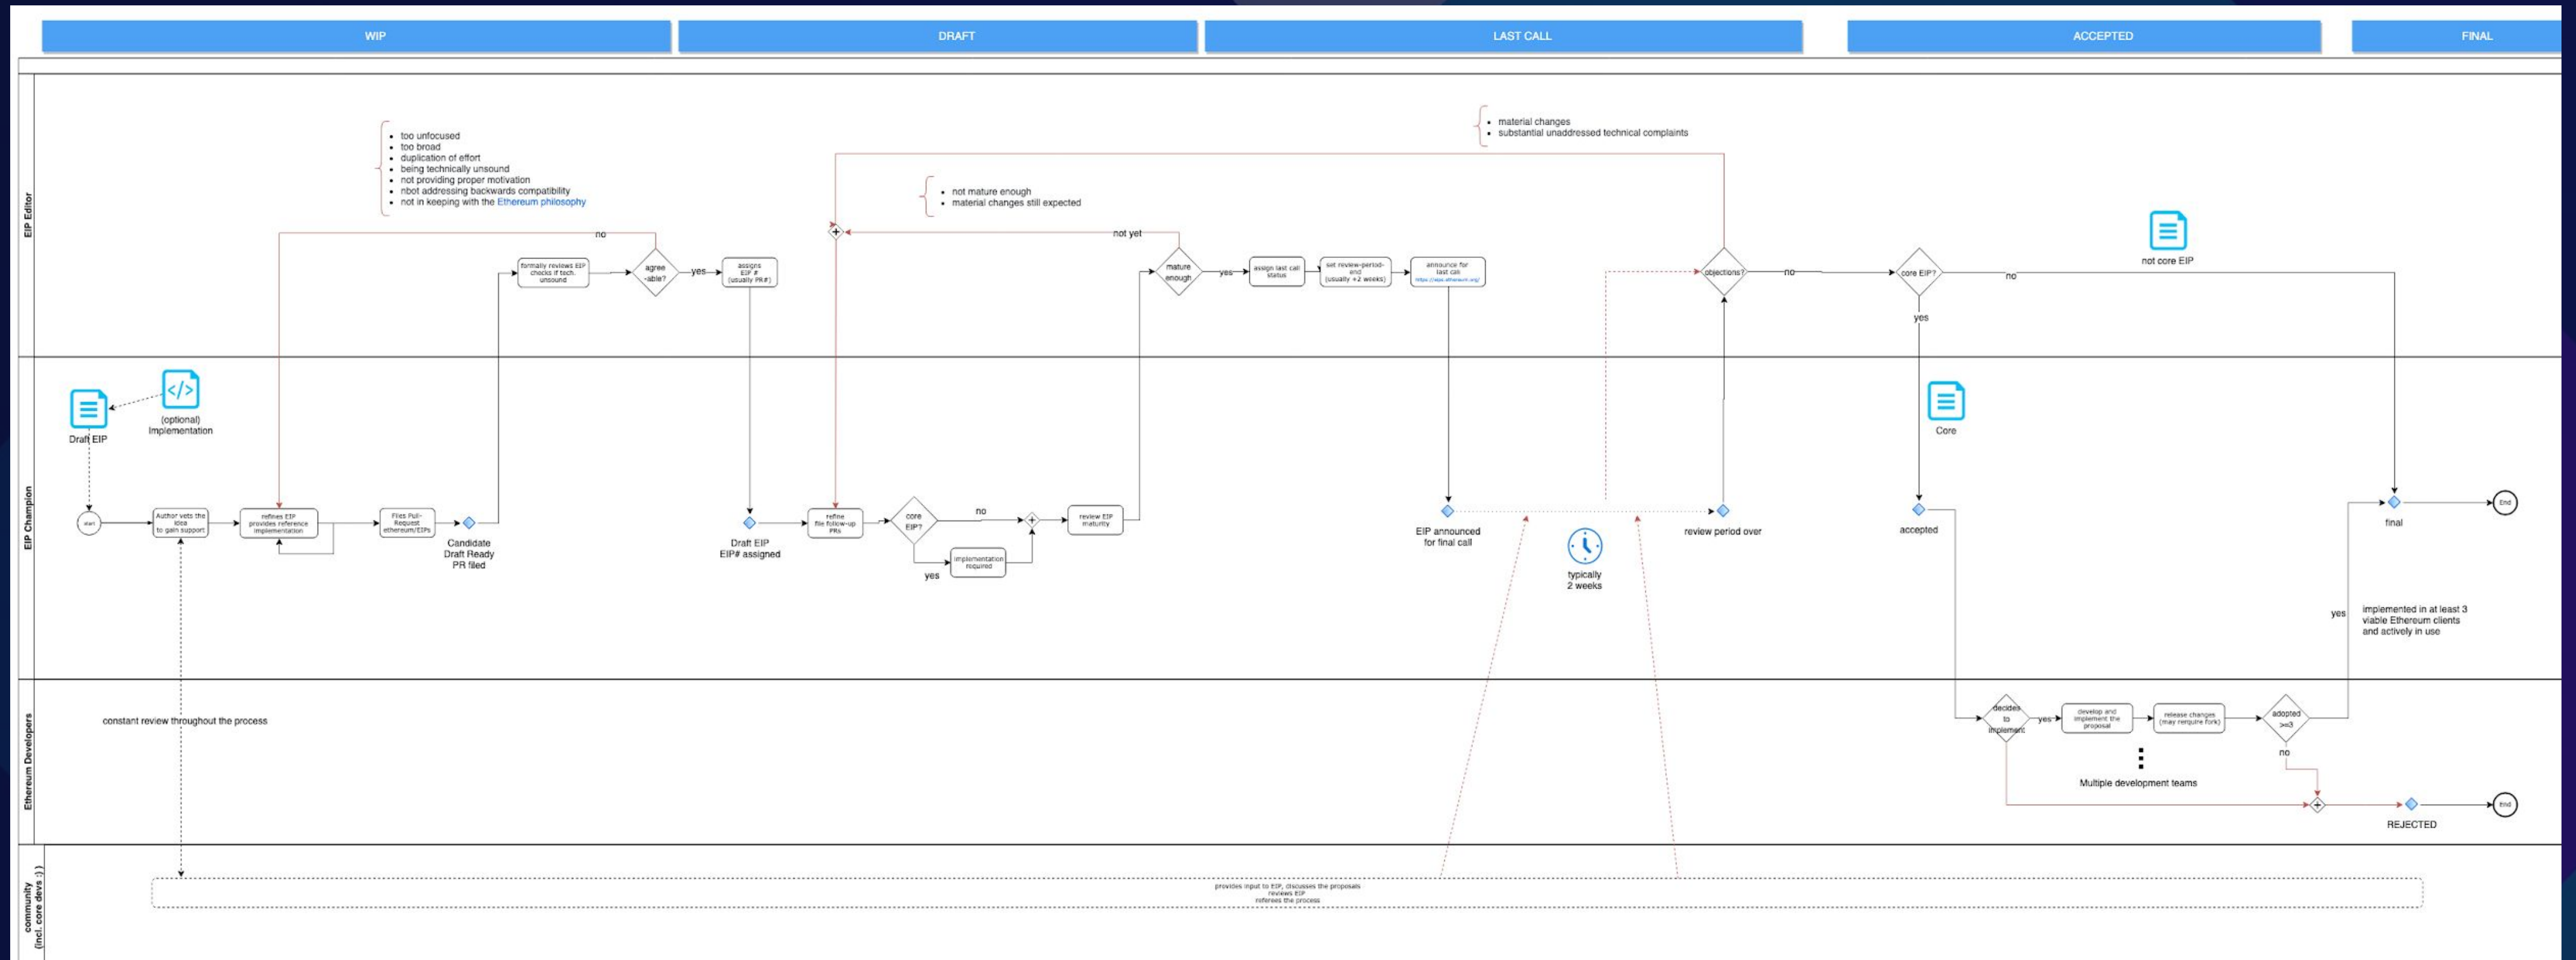 WIP
DRAFT
LAST CALL
ACCEPTED
FINAL
EIP Editor
too unfocused
too broad
duplication of effort
being technically unsound
not providing proper motivation
nbot addressing backwards compatibility
not in keeping with the Ethereum philosophy
material changes
substantial unaddressed technical complaints
not mature enough
material changes still expected
no
formally reviews EIP
checks if tech.
unsound
agree
-able?
yes
assigns
EIP #
(usually PR#)
not yet
mature
enough
yes
assign last call
status
set review-period-
end
(usually +2 weeks)
announce for
last call
https://eips.ethereum.org/
objections?
no
core EIP?
no
yes
not core EIP
EIP Champion
Draft EIP
(optional)
Implementation
start
Author vets the
idea
to gain support
refines EIP
provides reference
implementation
Files Pull-
Request
ethereum/EIPs
Candidate
Draft Ready
PR filed
Draft EIP
EIP# assigned
refine
file follow-up
PRs
core
EIP?
no
yes
implementation
required
review EIP
maturity
EIP announced
for final call
typically
2 weeks
review period over
Core
accepted
final
End
yes
implemented in at least 3
viable Ethereum clients
and actively in use
Ethereum Developers
constant review throughout the process
decides
to
implement
yes
develop and
implement the
proposal
release changes
(may rerquire fork)
adopted
>=3
no
Multiple development teams
REJECTED
End
community
(incl. core devs :) )
provides input to EIP, discusses the proposals
reviews EIP
referees the process